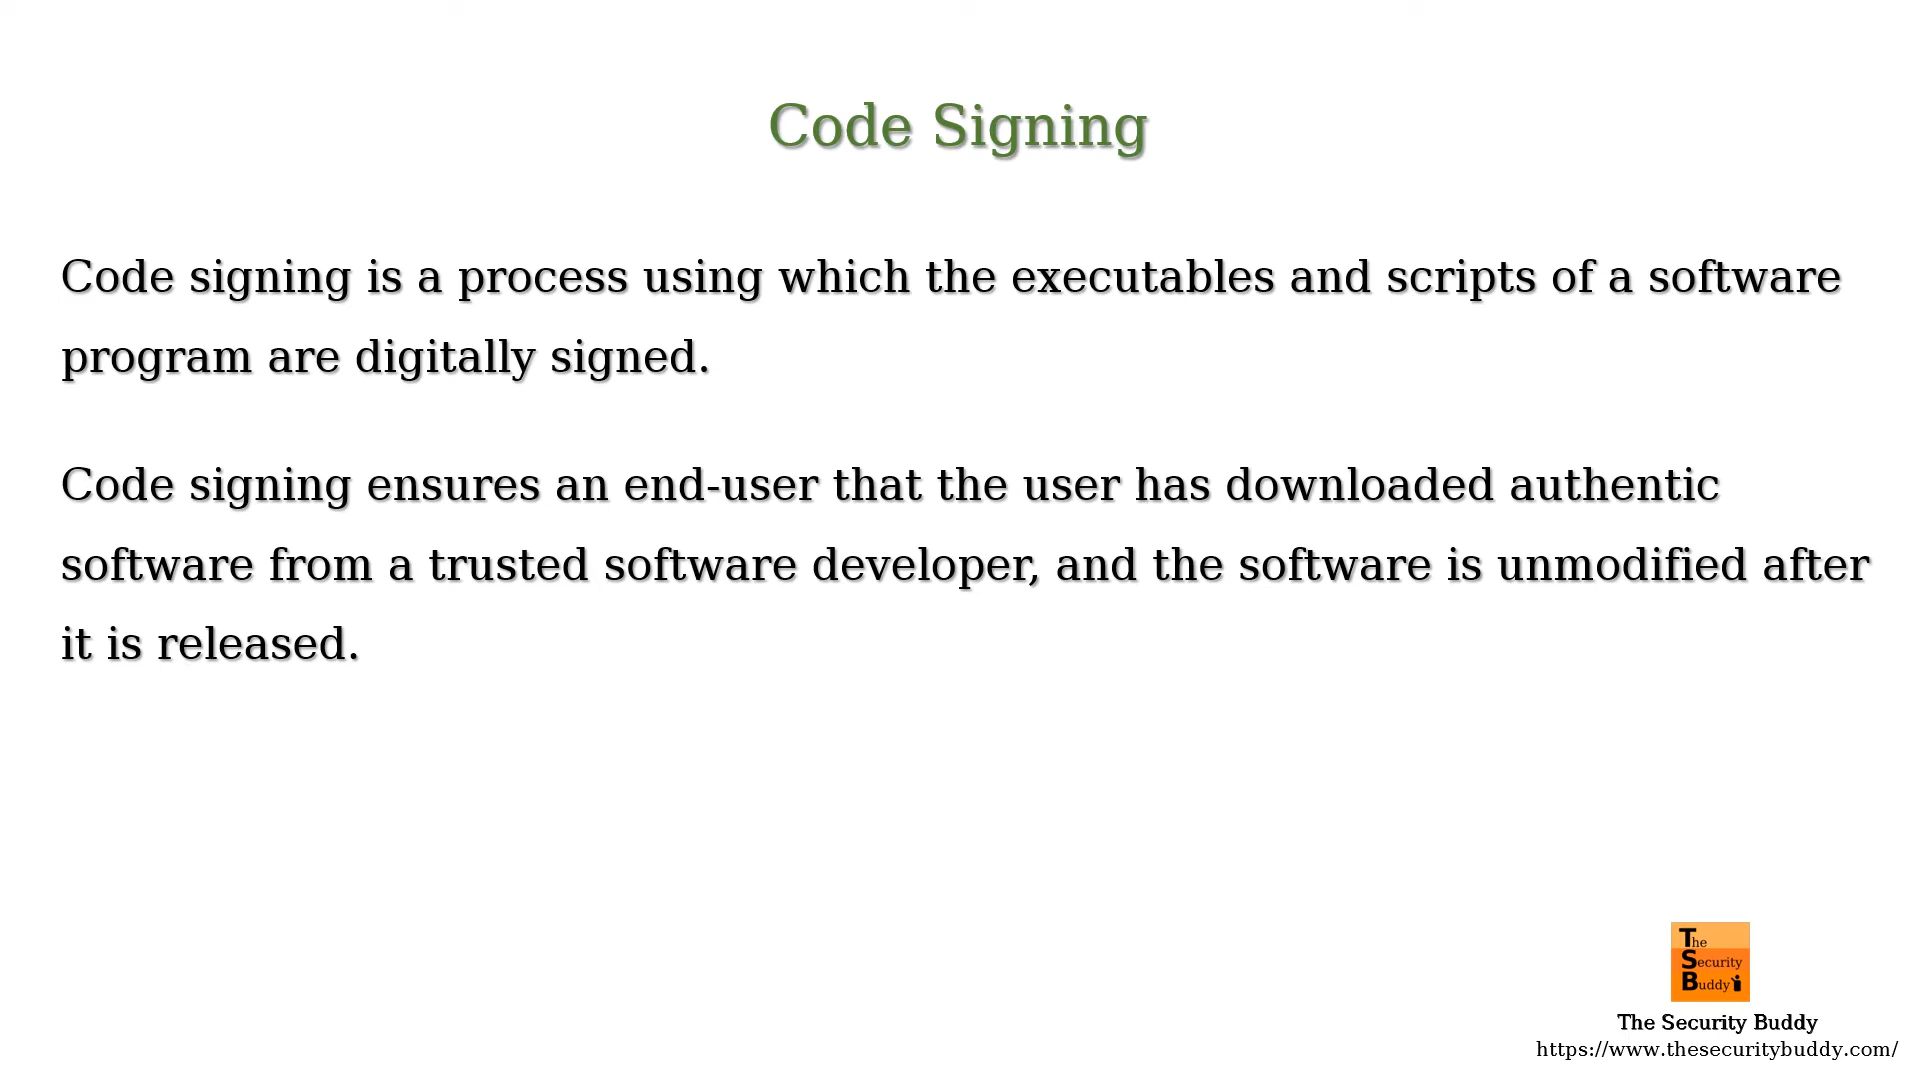 Code Signing
Code signing is a process using which the executables and scripts of a software
program are digitally signed.
Code signing ensures an end-user that the user has downloaded authentic
software from a trusted software developer, and the software is unmodified after
it is released.
The
Security
Buddy
The Security Buddy
https://www.thesecuritybuddy.com/